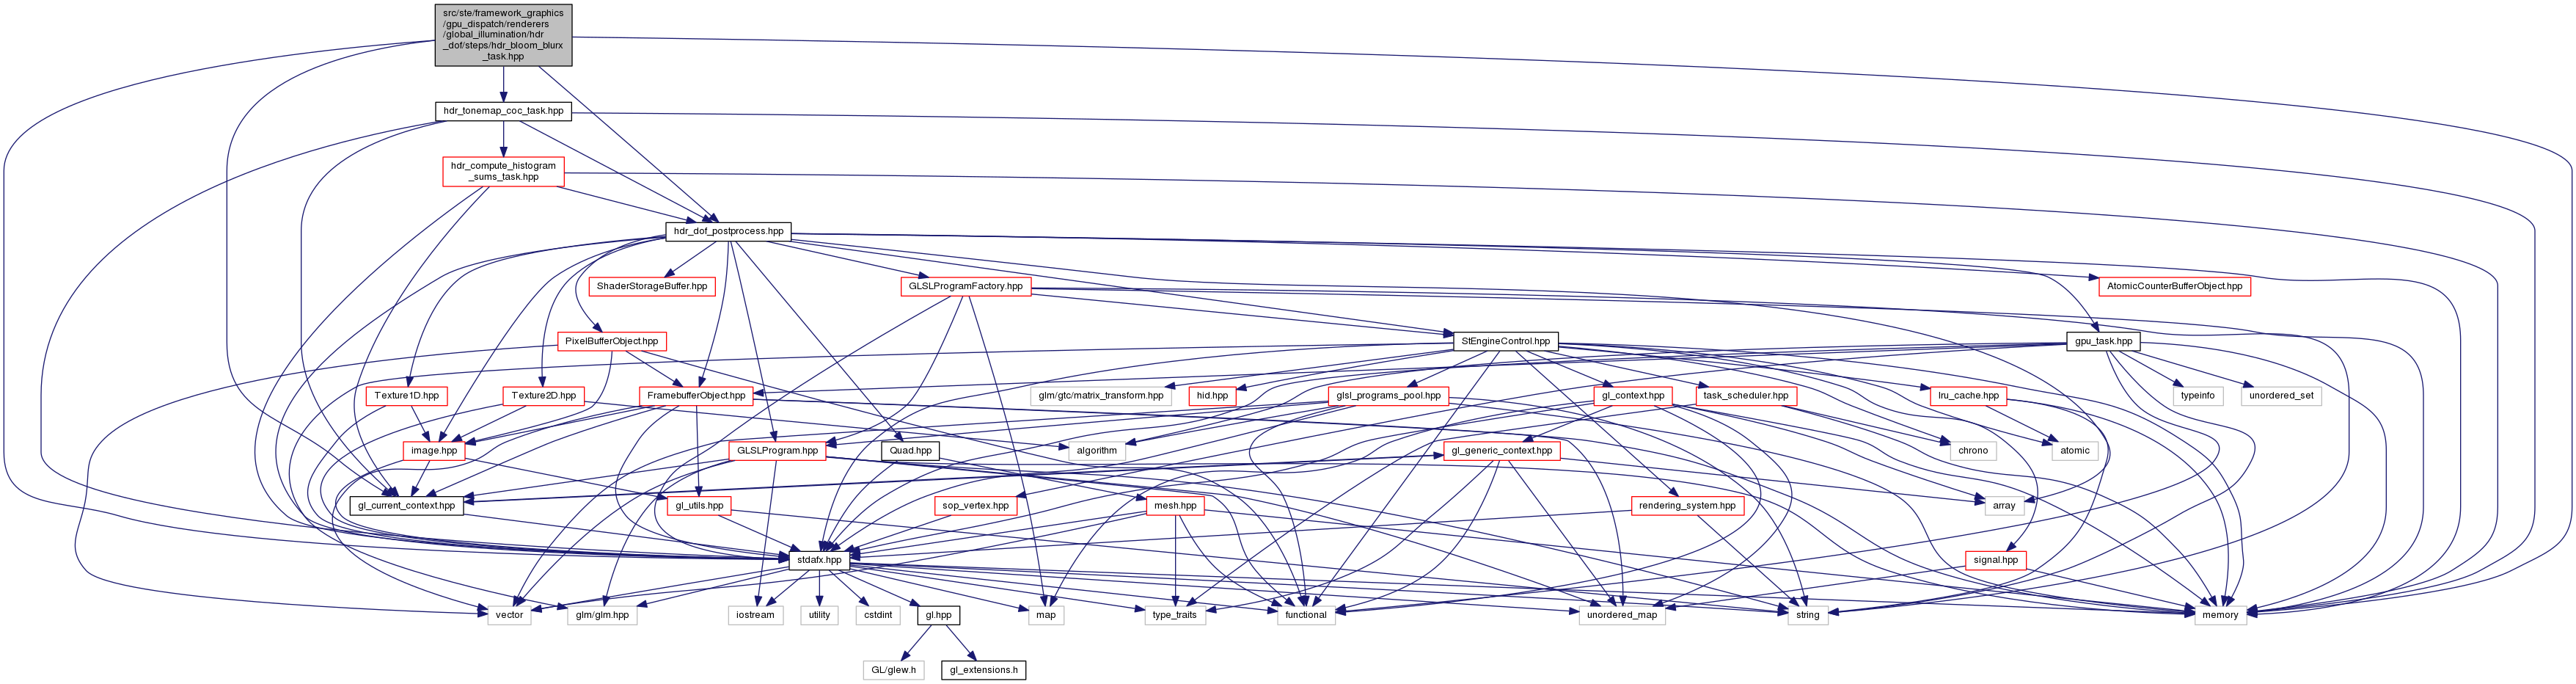 src/ste/framework_graphics
/gpu_dispatch/renderers
/global_illumination/hdr
_dof/steps/hdr_bloom_blurx
_task.hpp
hdr_tonemap_coc_task.hpp
hdr_compute_histogram
_sums_task.hpp
hdr_dof_postprocess.hpp
ShaderStorageBuffer.hpp
GLSLProgramFactory.hpp
AtomicCounterBufferObject.hpp
PixelBufferObject.hpp
StEngineControl.hpp
gpu_task.hpp
Texture1D.hpp
Texture2D.hpp
FramebufferObject.hpp
glm/gtc/matrix_transform.hpp
hid.hpp
glsl_programs_pool.hpp
gl_context.hpp
task_scheduler.hpp
lru_cache.hpp
typeinfo
unordered_set
image.hpp
GLSLProgram.hpp
Quad.hpp
algorithm
gl_generic_context.hpp
chrono
atomic
gl_current_context.hpp
gl_utils.hpp
sop_vertex.hpp
mesh.hpp
rendering_system.hpp
array
stdafx.hpp
signal.hpp
vector
glm/glm.hpp
iostream
utility
cstdint
gl.hpp
map
type_traits
functional
unordered_map
string
memory
GL/glew.h
gl_extensions.h